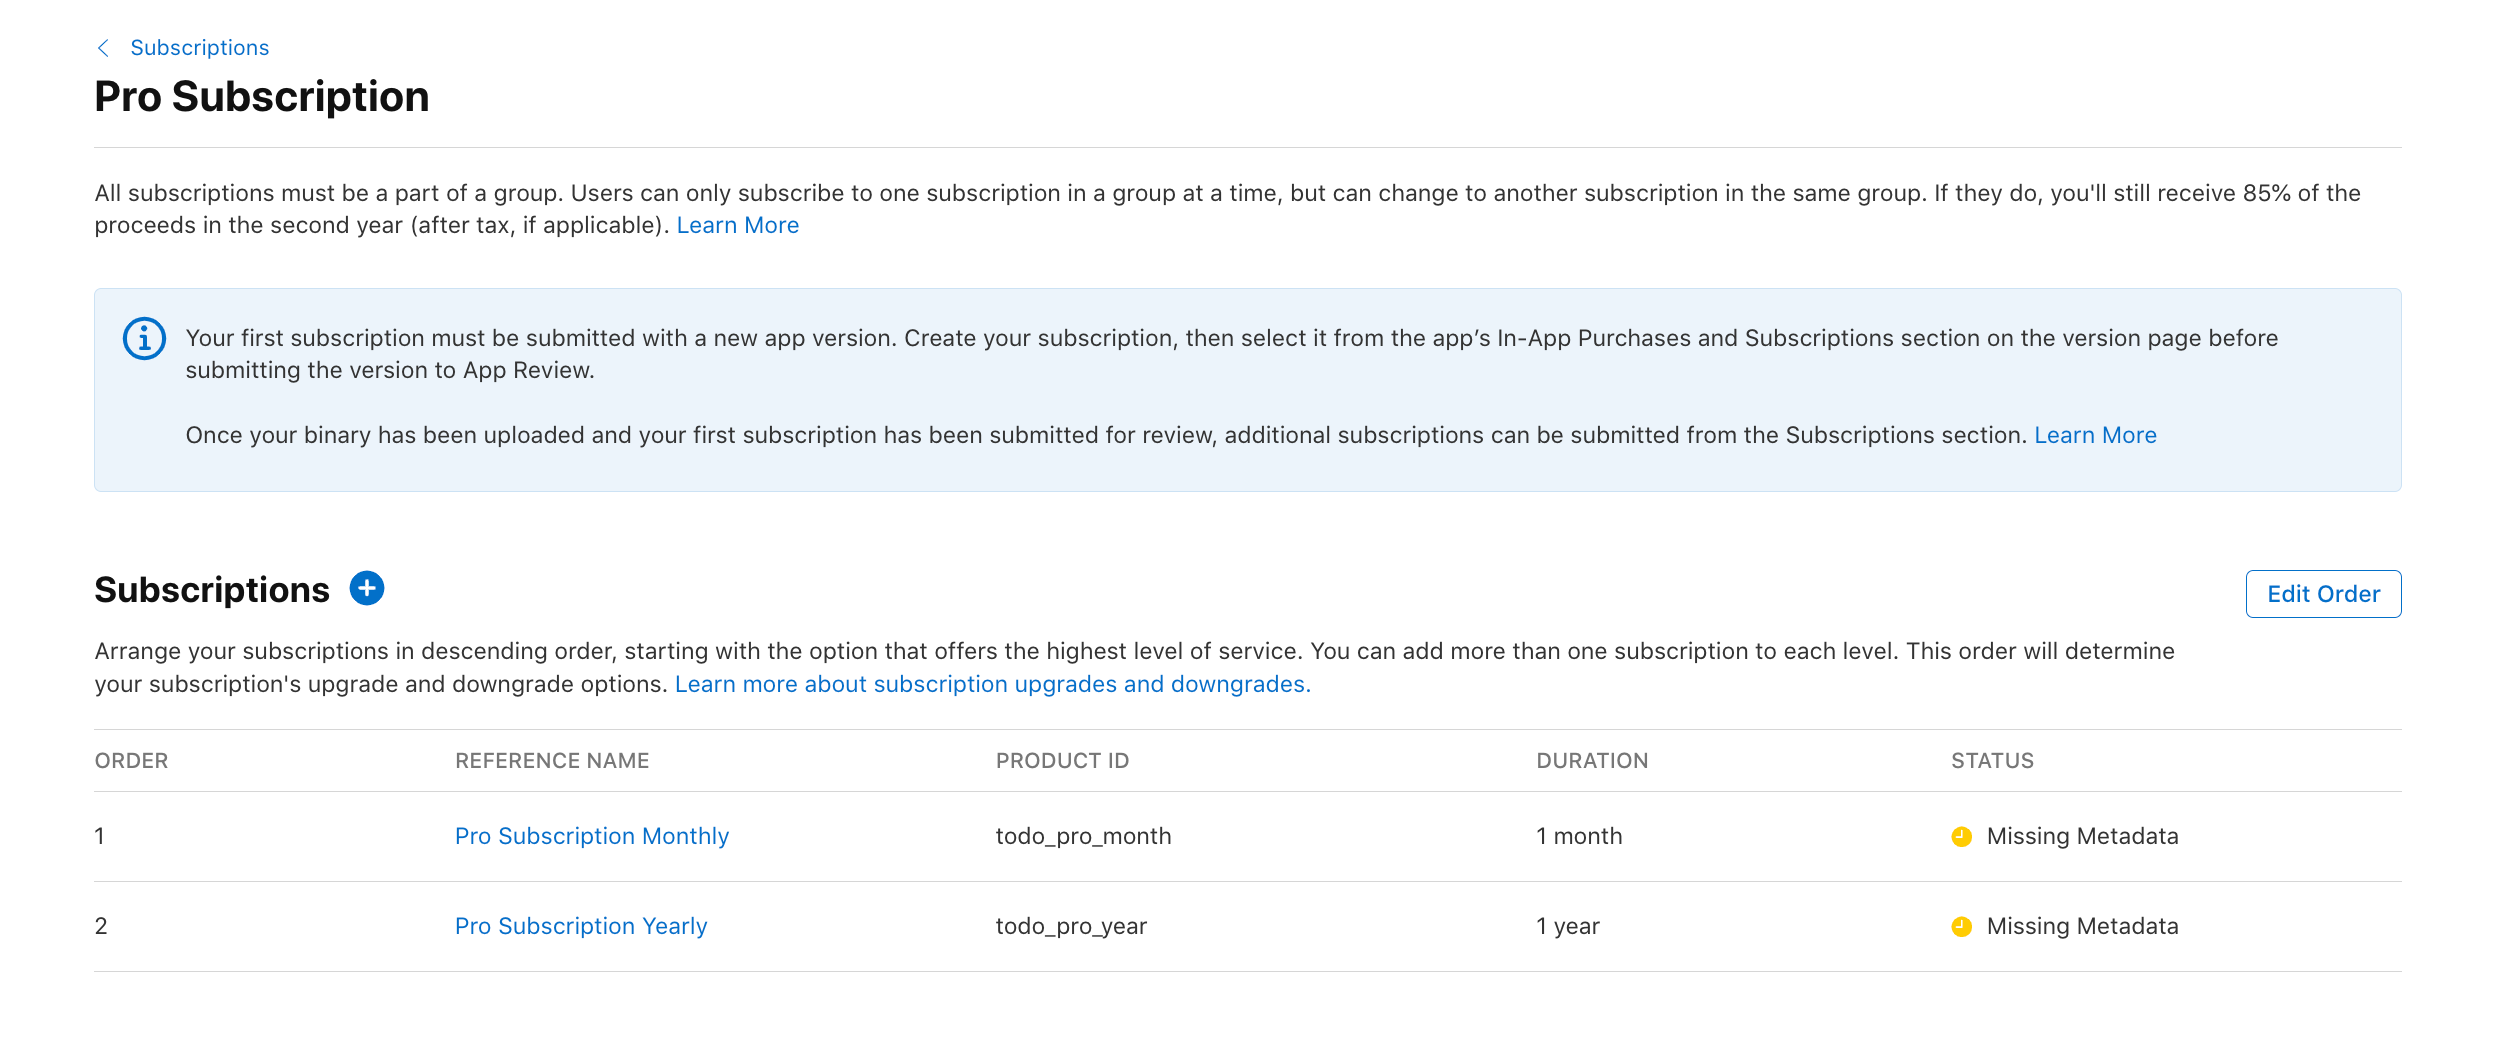 Subscriptions
Pro Subscription
All subscriptions must be a part of a group. Users can only subscribe to one subscription in a group at a time, but can change to another subscription in the same group. If they do, you'll still receive 85% of the
proceeds in the second year (after tax, if applicable). Learn More
Your first subscription must be submitted with a new app version. Create your subscription, then select it from the app’s In-App Purchases and Subscriptions section on the version page before
submitting the version to App Review.
Once your binary has been uploaded and your first subscription has been submitted for review, additional subscriptions can be submitted from the Subscriptions section. Learn More
Subscriptions
Edit Order
Arrange your subscriptions in descending order, starting with the option that offers the highest level of service. You can add more than one subscription to each level. This order will determine
your subscription's upgrade and downgrade options. Learn more about subscription upgrades and downgrades.
ORDER REFERENCE NAME PRODUCT ID DURATION STATUS
1 Pro Subscription Monthly todo_pro_month 1 month Missing Metadata
2 Pro Subscription Yearly todo_pro_year 1 year Missing Metadata